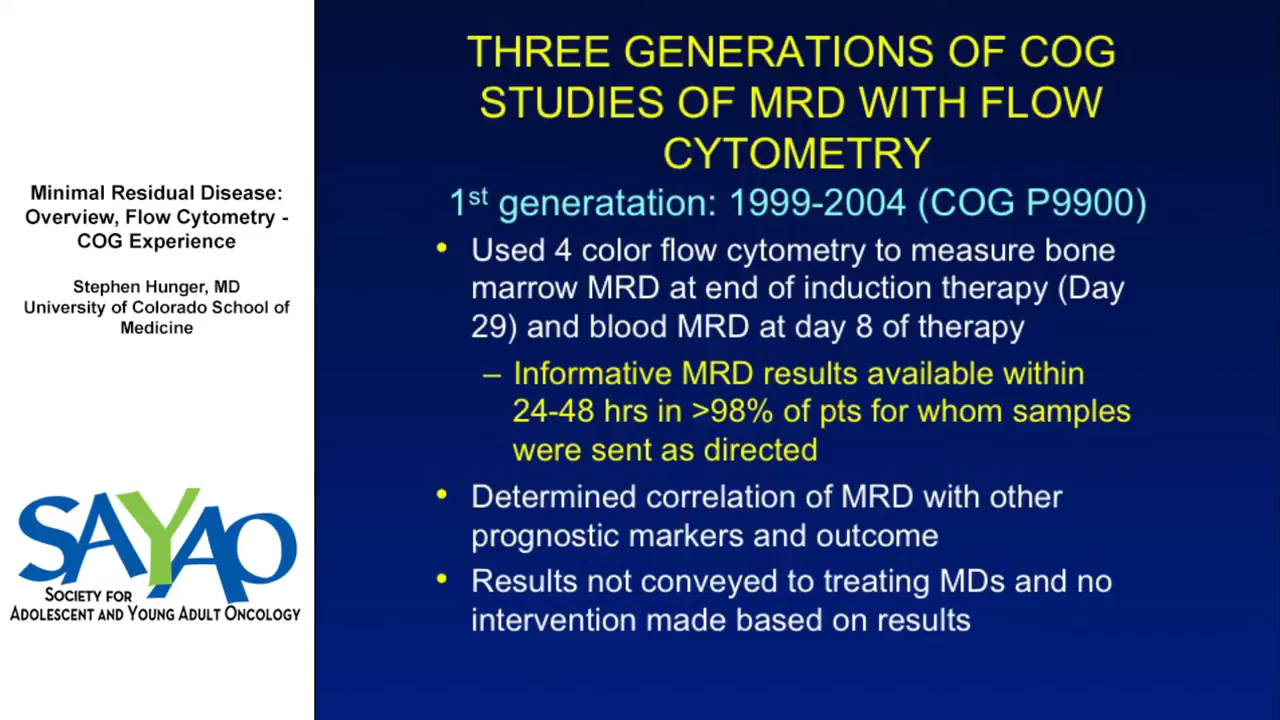 Minimal Residual Disease:
Overview, Flow Cytometry -
COG Experience
Stephen Hunger, MD
University of Colorado School of
Medicine
SAYAO
SOCIETY FOR
ADOLESCENT AND YOUNG ADULT ONCOLOGY
THREE GENERATIONS OF COG
STUDIES OF MRD WITH FLOW
CYTOMETRY
1st generatation: 1999-2004 (COG P9900)
• Used 4 color flow cytometry to measure bone
marrow MRD at end of induction therapy (Day
29) and blood MRD at day 8 of therapy
– Informative MRD results available within
24-48 hrs in >98% of pts for whom samples
were sent as directed
• Determined correlation of MRD with other
prognostic markers and outcome
• Results not conveyed to treating MDs and no
intervention made based on results